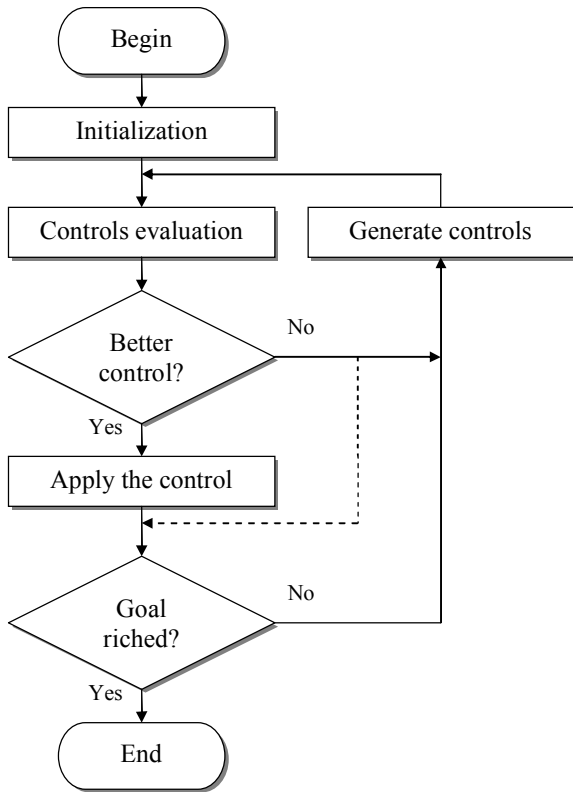 Begin
Initialization
Controls evaluation
Generate controls
No
Better
control?
Yes
Apply the control
No
Goal
riched?
Yes
End